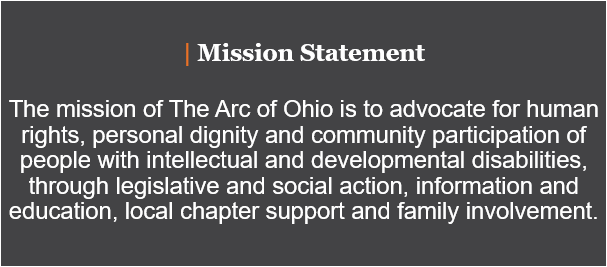 | Mission Statement
The mission of The Arc of Ohio is to advocate for human
rights, personal dignity and community participation of
people with intellectual and developmental disabilities,
through legislative and social action, information and
education, local chapter support and family involvement.